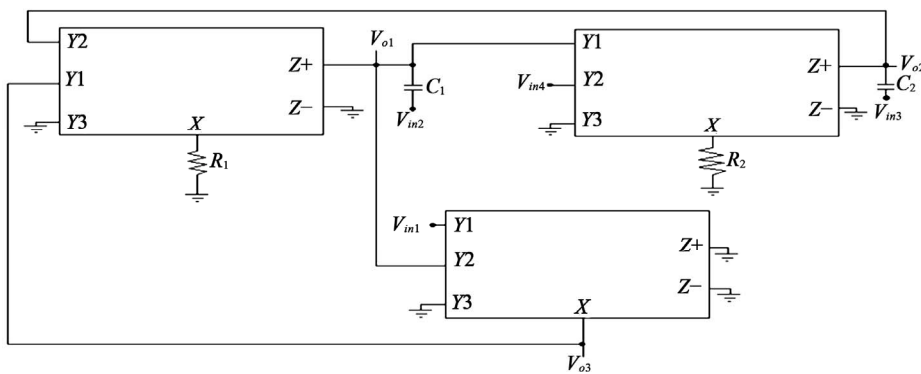 Y2
Y1
Y3
X
Z+
Z−
R1
Vo1
C1
Vin2
Y1
Y2
Y3
X
Z+
Z−
Vin4
R2
Vo2
C2
Vin3
Vin1
Y1
Y2
Y3
X
Z+
Z−
Vo3